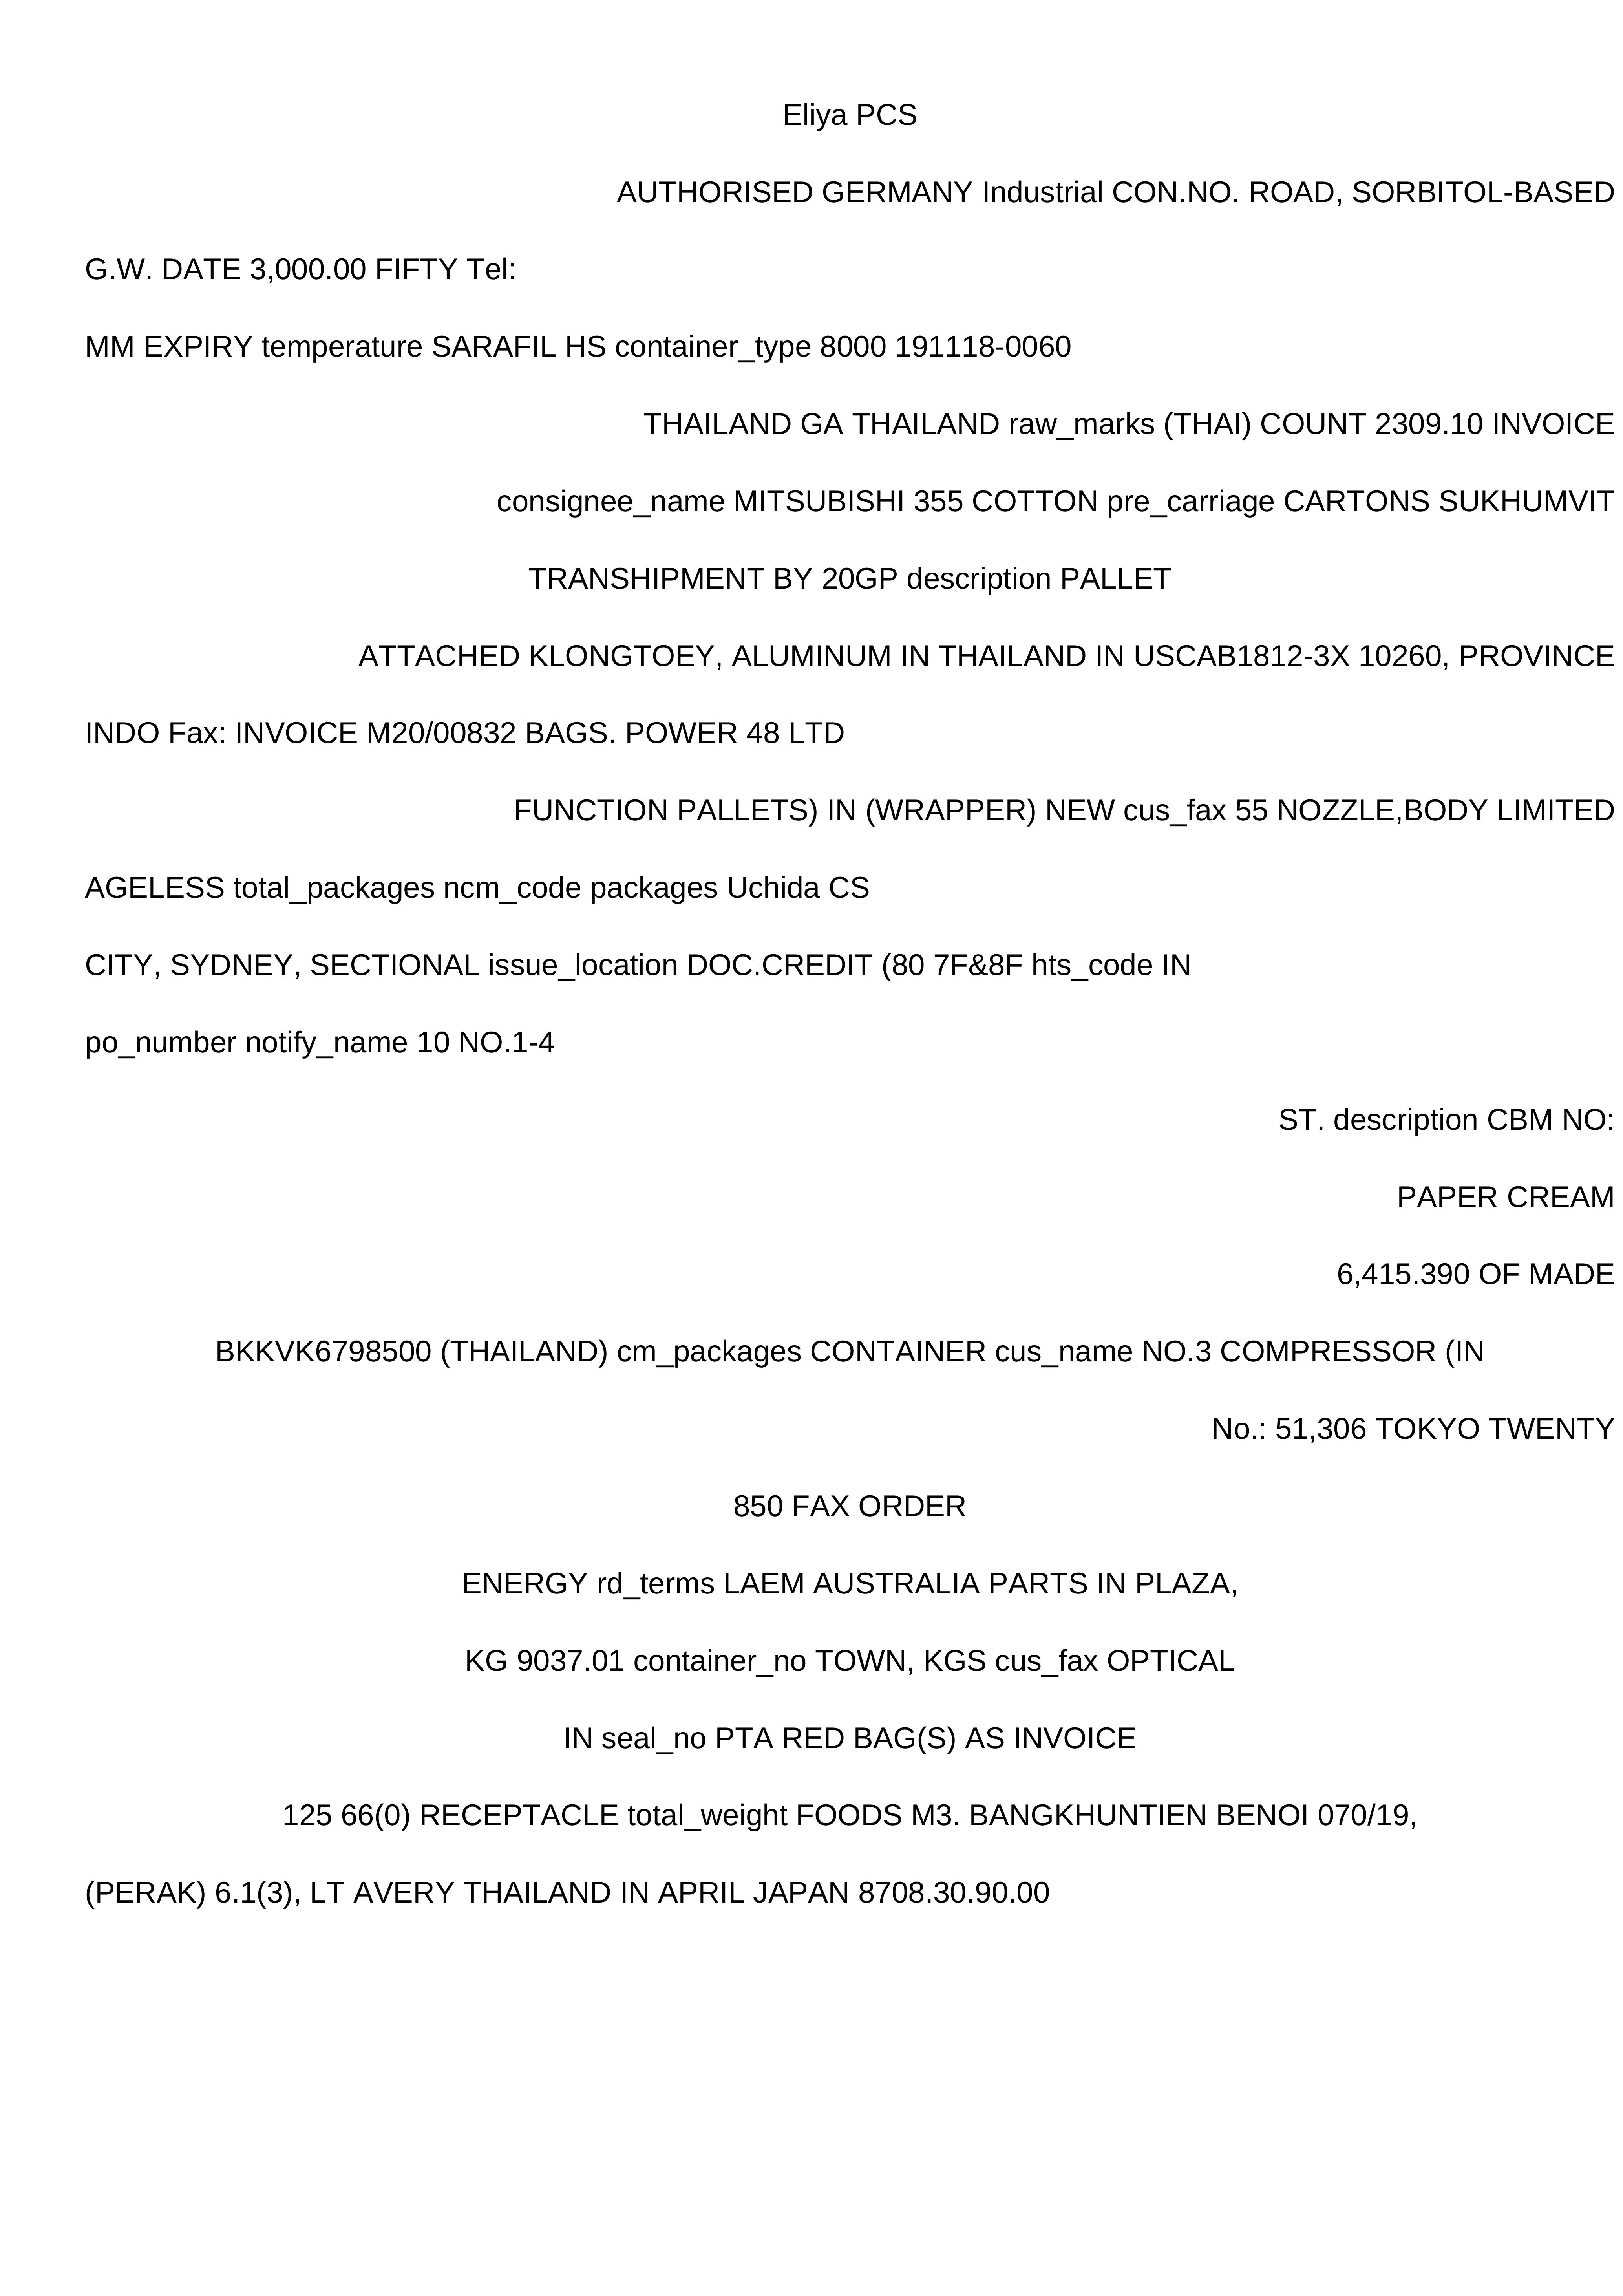 Eliya PCS
AUTHORISED GERMANY Industrial CON.NO. ROAD, SORBITOL-BASED
G.W. DATE 3,000.00 FIFTY Tel:
MM EXPIRY temperature SARAFIL HS container_type 8000 191118-0060
THAILAND GA THAILAND raw_marks (THAI) COUNT 2309.10 INVOICE
consignee_name MITSUBISHI 355 COTTON pre_carriage CARTONS SUKHUMVIT
TRANSHIPMENT BY 20GP description PALLET
ATTACHED KLONGTOEY, ALUMINUM IN THAILAND IN USCAB1812-3X 10260, PROVINCE
INDO Fax: INVOICE M20/00832 BAGS. POWER 48 LTD
FUNCTION PALLETS) IN (WRAPPER) NEW cus_fax 55 NOZZLE,BODY LIMITED
AGELESS total_packages ncm_code packages Uchida CS
CITY, SYDNEY, SECTIONAL issue_location DOC.CREDIT (80 7F&8F hts_code IN
po_number notify_name 10 NO.1-4
ST. description CBM NO:
PAPER CREAM
6,415.390 OF MADE
BKKVK6798500 (THAILAND) cm_packages CONTAINER cus_name NO.3 COMPRESSOR (IN
No.: 51,306 TOKYO TWENTY
850 FAX ORDER
ENERGY rd_terms LAEM AUSTRALIA PARTS IN PLAZA,
KG 9037.01 container_no TOWN, KGS cus_fax OPTICAL
IN seal_no PTA RED BAG(S) AS INVOICE
125 66(0) RECEPTACLE total_weight FOODS M3. BANGKHUNTIEN BENOI 070/19,
(PERAK) 6.1(3), LT AVERY THAILAND IN APRIL JAPAN 8708.30.90.00